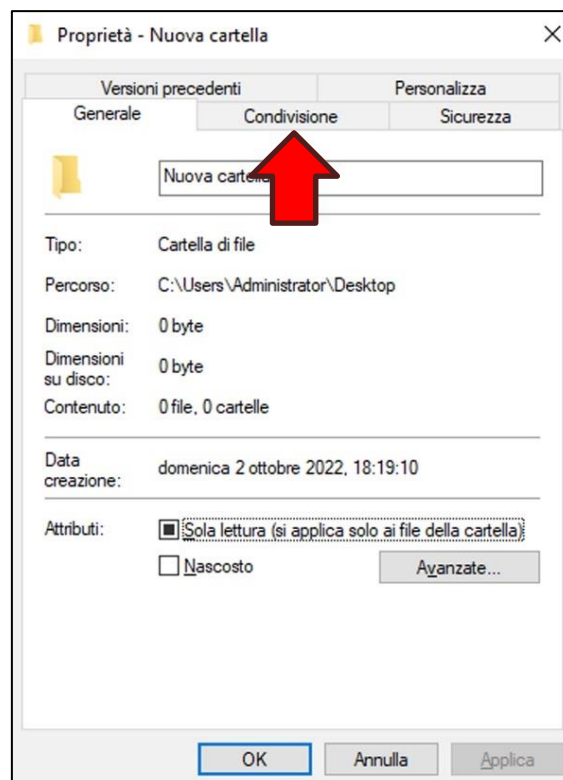 Proprietà - Nuova cartella
Versioni precedenti
Personalizza
Generale
Condivisione
Sicurezza
Nuova cartella
Tipo:
Cartella di file
Percorso:
C:\Users\Administrator\Desktop
Dimensioni:
0 byte
Dimensioni
su disco:
0 byte
Contenuto:
0 file, 0 cartelle
Data
creazione:
domenica 2 ottobre 2022, 18:19:10
Attributi:
Sola lettura (si applica solo ai file della cartella)
Nascosto
Avanzate...
OK
Annulla
Applica